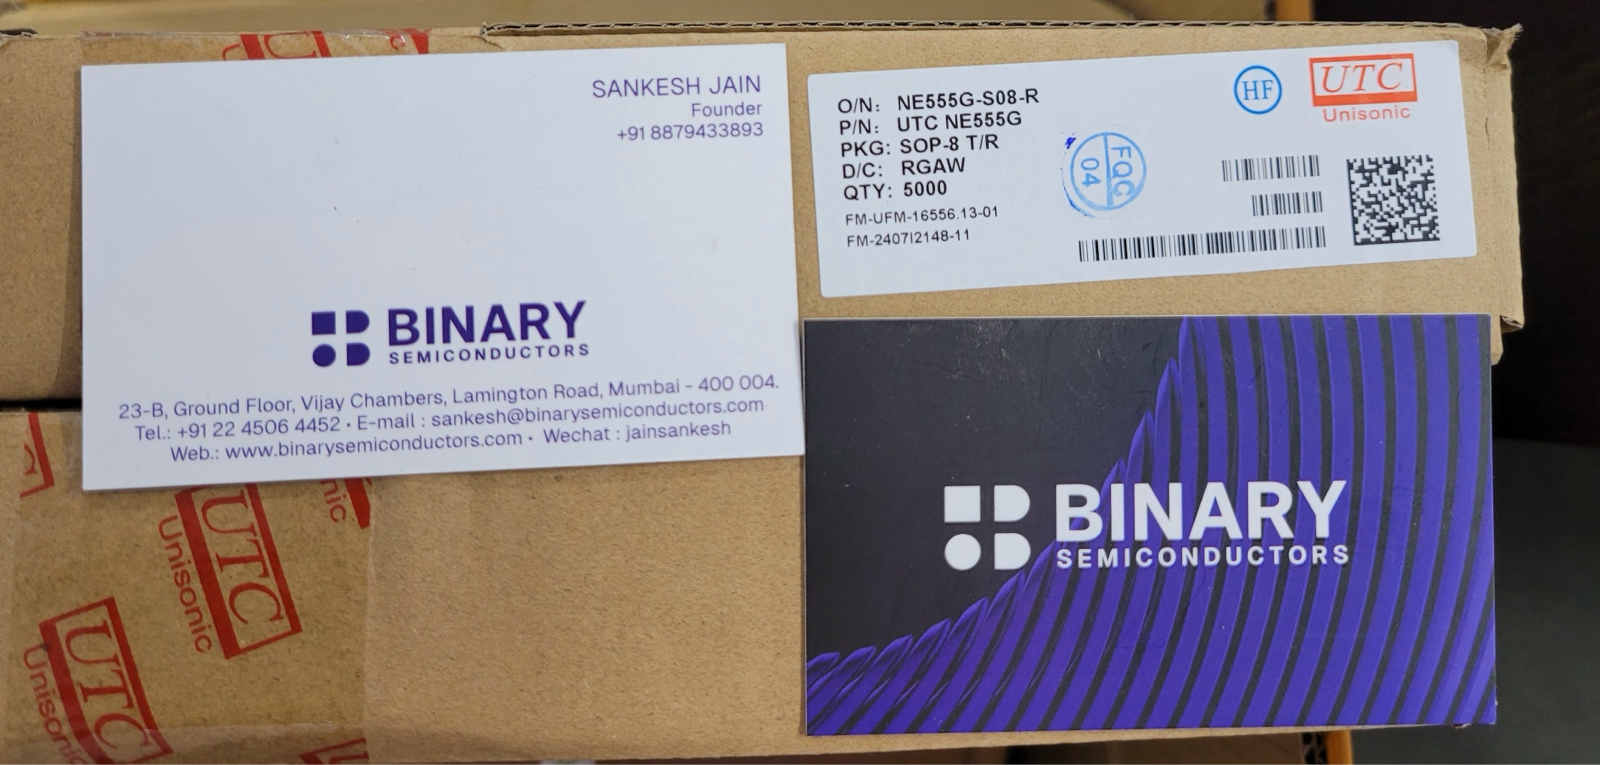 SANKESH JAIN
Founder
+91 8879433893
BINARY
SEMICONDUCTORS
23-B, Ground Floor, Vijay Chambers, Lamington Road, Mumbai - 400 004.
Tel.: +91 22 4506 4452 • E-mail : sankesh@binarysemiconductors.com
Web.: www.binarysemiconductors.com • Wechat : jainsankesh
O/N: NE555G-S08-R
P/N: UTC NE555G
PKG: SOP-8 T/R
D/C: RGAW
QTY: 5000
FM-UFM-16556.13-01
FM-2407I2148-11
FQC
04
HF
UTC
Unisonic
BINARY
SEMICONDUCTORS
UTC
Unisonic
UTC
Unisonic